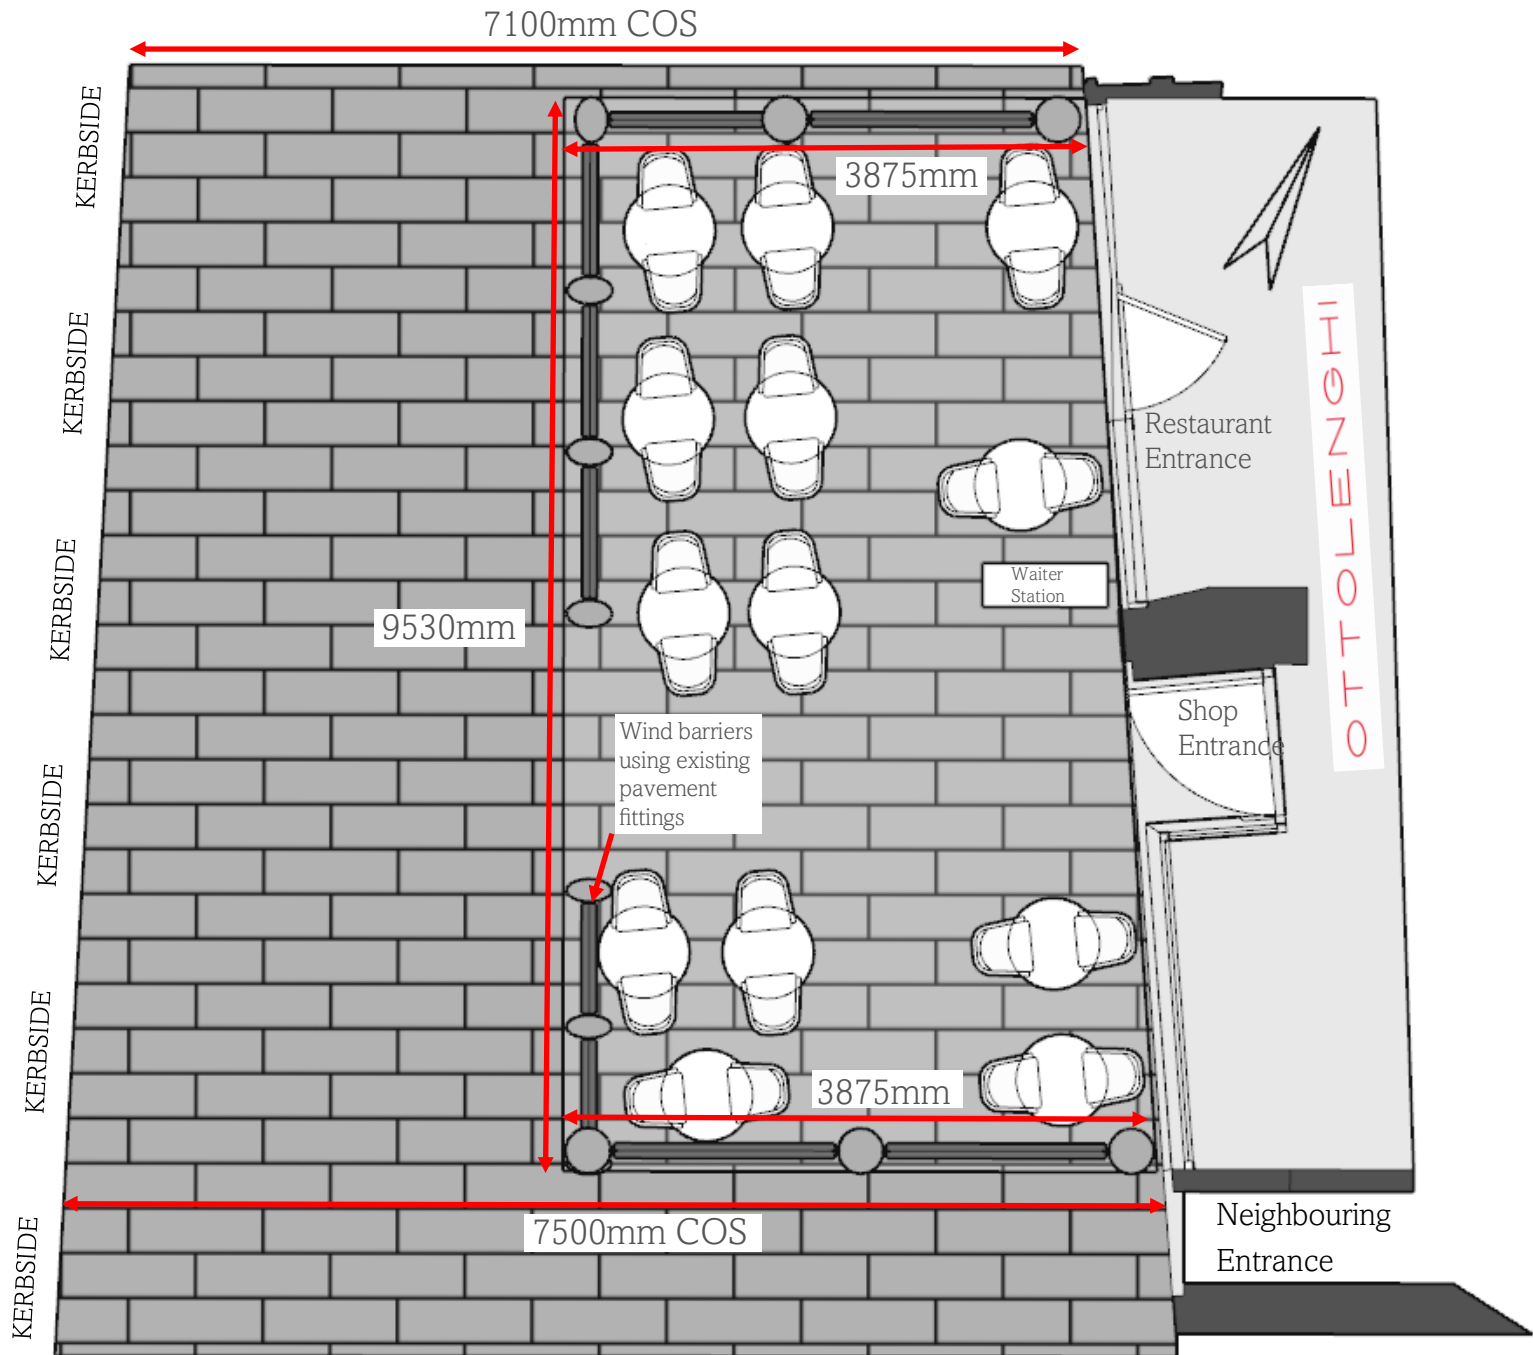 7100mm COS
KERBSIDE
3875mm
KERBSIDE
Restaurant
Entrance
OTTOLENGHI
KERBSIDE
9530mm
Waiter
Station
Shop
Entrance
Wind barriers
using existing
pavement
fittings
KERBSIDE
KERBSIDE
3875mm
7500mm COS
KERBSIDE
Neighbouring
Entrance